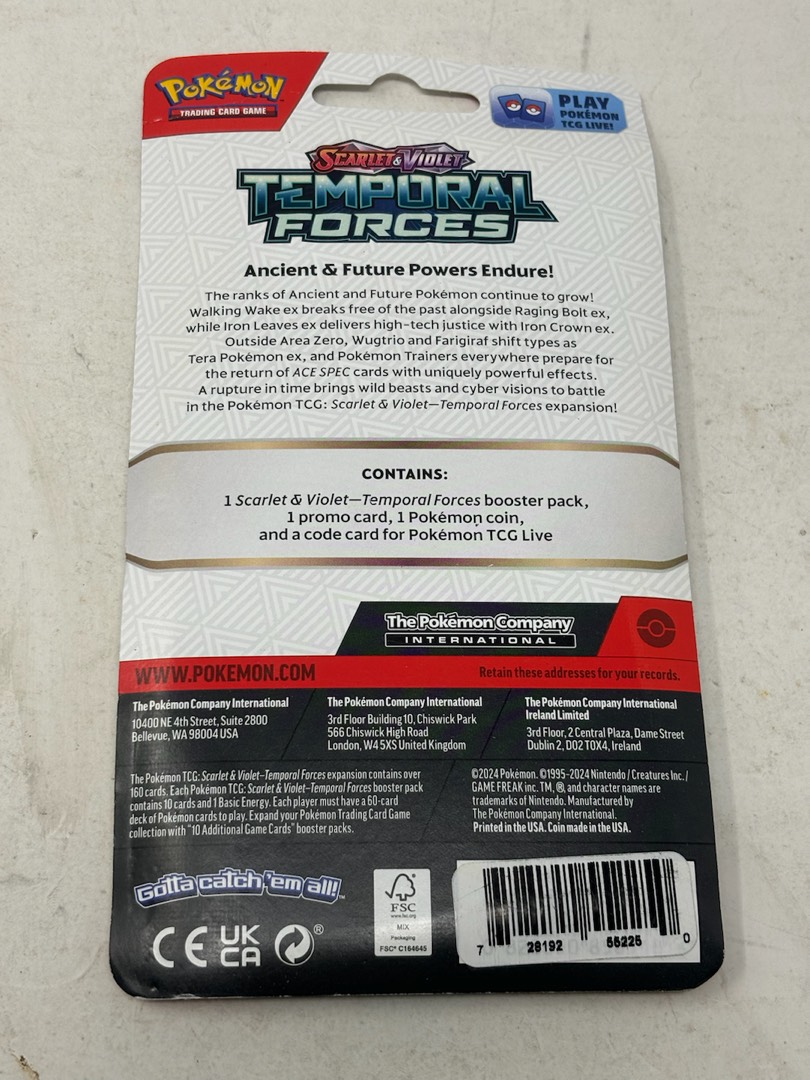 POKéMON
TRADING CARD GAME
PLAY
POKÉMON
TCG LIVE!
SCARLET & VIOLET
TEMPORAL
FORCES
Ancient & Future Powers Endure!
The ranks of Ancient and Future Pokémon continue to grow!
Walking Wake ex breaks free of the past alongside Raging Bolt ex,
while Iron Leaves ex delivers high-tech justice with Iron Crown ex.
Outside Area Zero, Wugtrio and Farigiraf shift types as
Tera Pokémon ex, and Pokémon Trainers everywhere prepare for
the return of ACE SPEC cards with uniquely powerful effects.
A rupture in time brings wild beasts and cyber visions to battle
in the Pokémon TCG: Scarlet & Violet—Temporal Forces expansion!
CONTAINS:
1 Scarlet & Violet—Temporal Forces booster pack,
1 promo card, 1 Pokémon coin,
and a code card for Pokémon TCG Live
The Pokémon Company
INTERNATIONAL
WWW.POKEMON.COM
Retain these addresses for your records.
The Pokémon Company International
10400 NE 4th Street, Suite 2800
Bellevue, WA 98004 USA
The Pokémon Company International
3rd Floor Building 10, Chiswick Park
566 Chiswick High Road
London, W4 5XS United Kingdom
The Pokémon Company International
Ireland Limited
3rd Floor, 2 Central Plaza, Dame Street
Dublin 2, D02 T0X4, Ireland
The Pokémon TCG: Scarlet & Violet—Temporal Forces expansion contains over
160 cards. Each Pokémon TCG: Scarlet & Violet—Temporal Forces booster pack
contains 10 cards and 1 Basic Energy. Each player must have a 60-card
deck of Pokémon cards to play. Expand your Pokémon Trading Card Game
collection with "10 Additional Game Cards" booster packs.
©2024 Pokémon. ©1995-2024 Nintendo / Creatures Inc. /
GAME FREAK inc. TM, ®, and character names are
trademarks of Nintendo. Manufactured by
The Pokémon Company International.
Printed in the USA. Coin made in the USA.
Gotta catch 'em all!™
CE UK
CA
®
FSC
www.fsc.org
MIX
Packaging
FSC® C164645
7 28192 55225 0